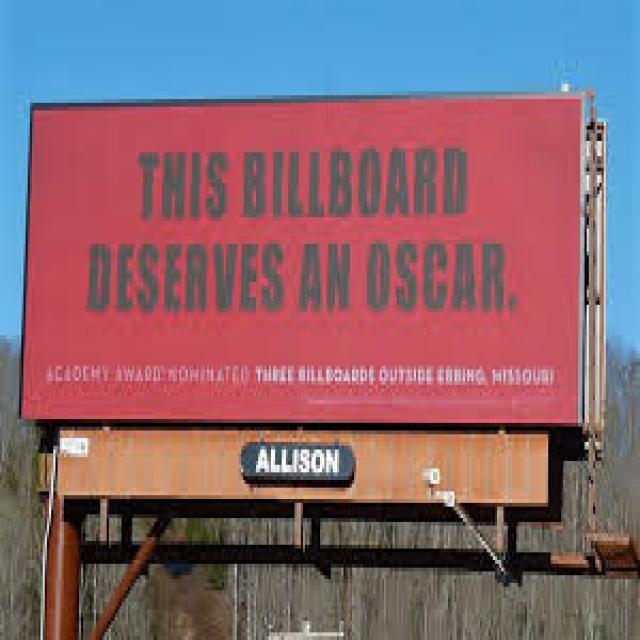 THIS BILLBOARD
DESERVES AN OSCAR.
ACADEMY AWARD NOMINATED THREE BILLBOARDS OUTSIDE EBBING, MISSOURI
ALLISON